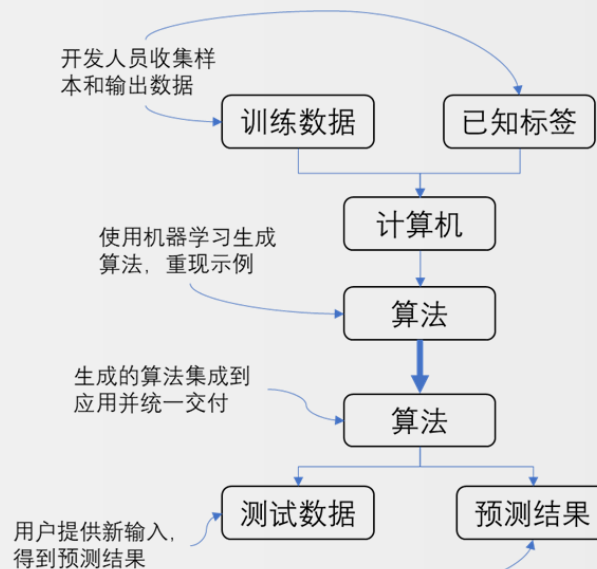 开发人员收集样
本和输出数据
训练数据
已知标签
计算机
使用机器学习生成
算法，重现示例
算法
生成的算法集成到
应用并统一交付
算法
测试数据
预测结果
用户提供新输入，
得到预测结果